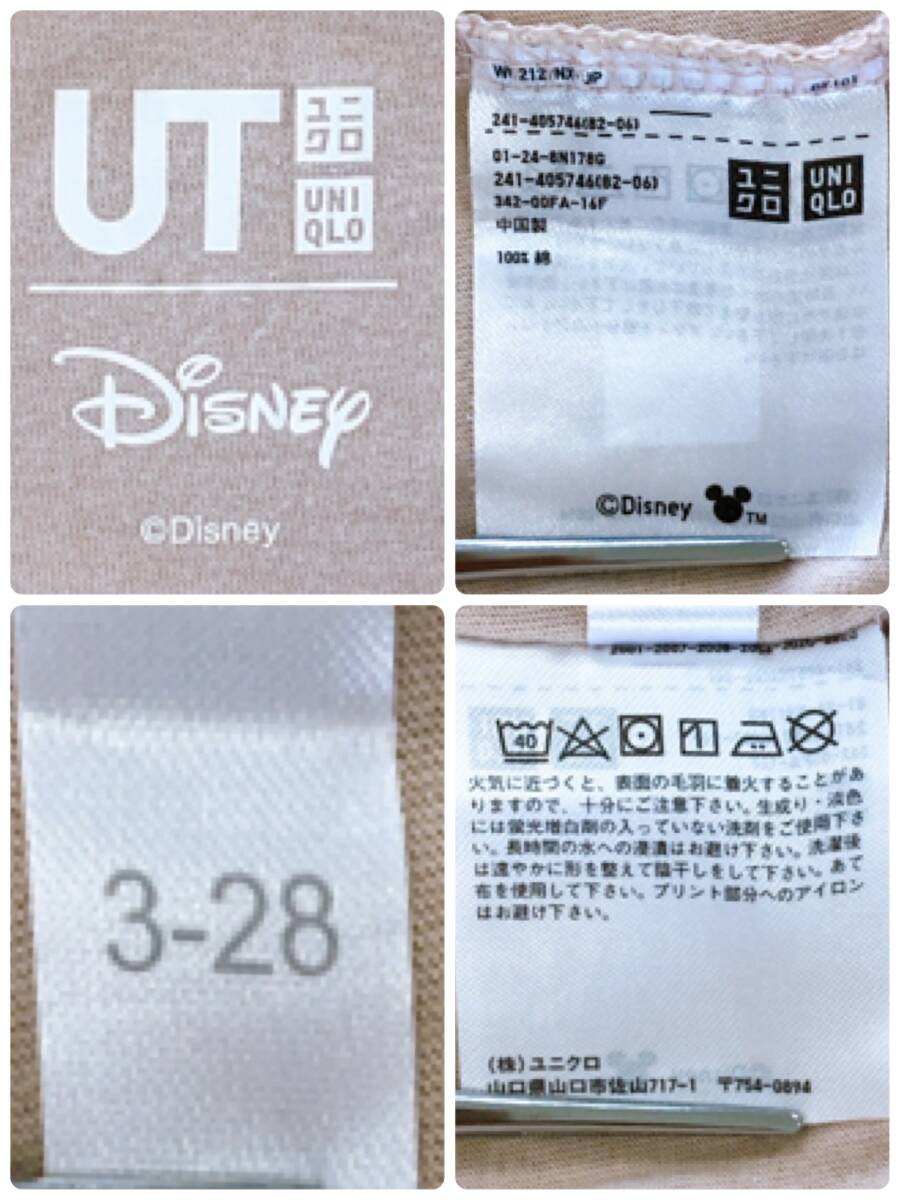 UT
ユニ
クロ
UNI
QLO
Disney
©Disney
212 NX JP
241-405746(82-06)
01-24-8N178G
241-405746(82-06)
342-00FA-16F
中国製
100% 綿
ユニ
クロ
UNI
QLO
©Disney TM
3-28
40
1
火気に近づくと、表面の毛羽に着火することがあ
りますので、十分にご注意下さい。生成り・淡色
には蛍光増白剤の入っていない洗剤をご使用下さ
い。長時間の水への浸漬はお避け下さい。洗濯後
は速やかに形を整えて陰干しをして下さい。あて
布を使用して下さい。プリント部分へのアイロン
はお避け下さい。
(株)ユニクロ
山口県山口市佐山717-1 〒754-0894